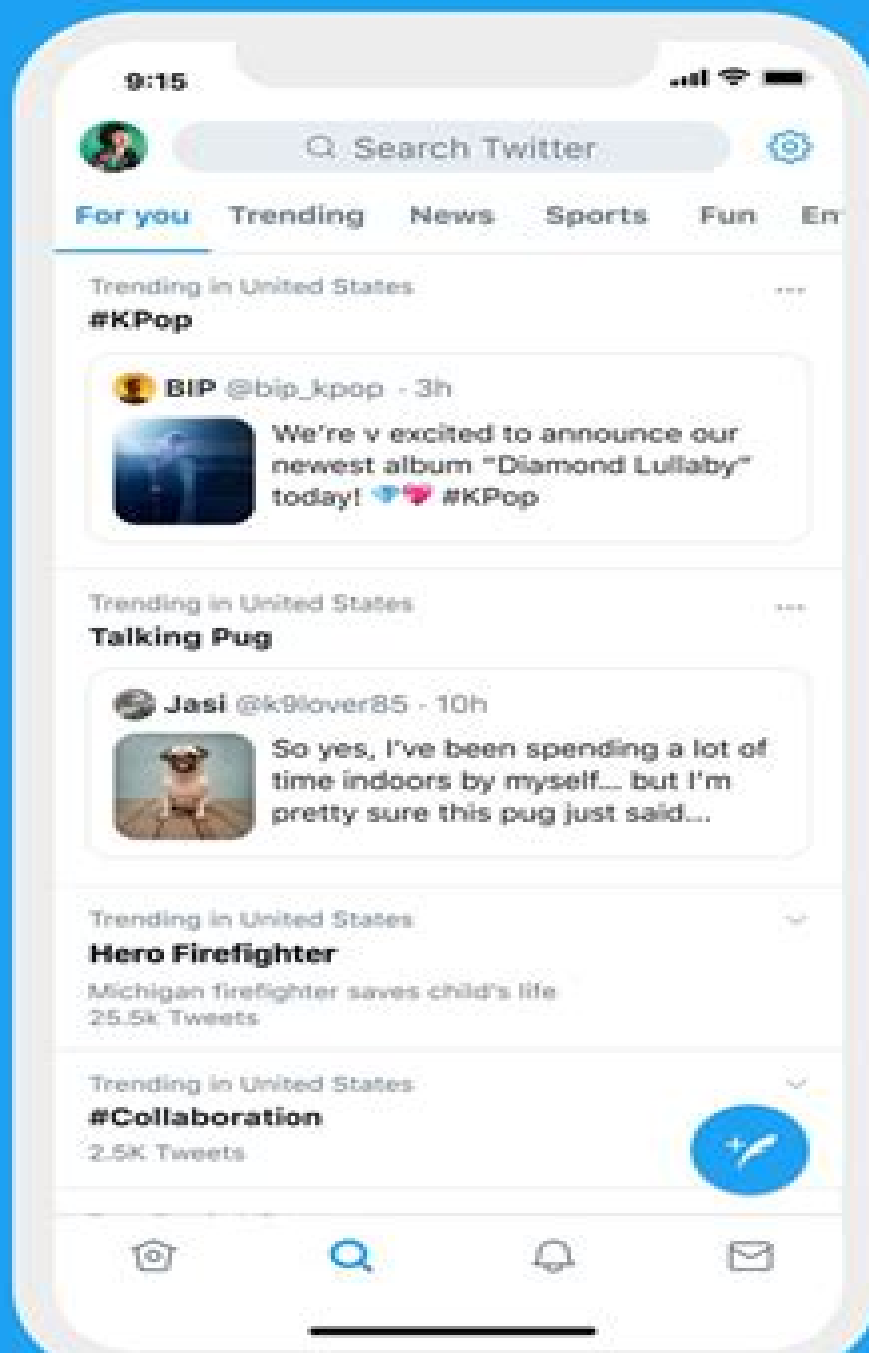 9:15
Search Twitter
For you Trending News Sports Fun En
Trending in United States
#KPop
BIP @bip_kpop · 3h
We're v excited to announce our
newest album "Diamond Lullaby"
today! 💎💖 #KPop
Trending in United States
Talking Pug
Jasi @k9lover85 · 10h
So yes, I've been spending a lot of
time indoors by myself... but I'm
pretty sure this pug just said...
Trending in United States
Hero Firefighter
Michigan firefighter saves child's life
25.5k Tweets
Trending in United States
#Collaboration
2.5K Tweets